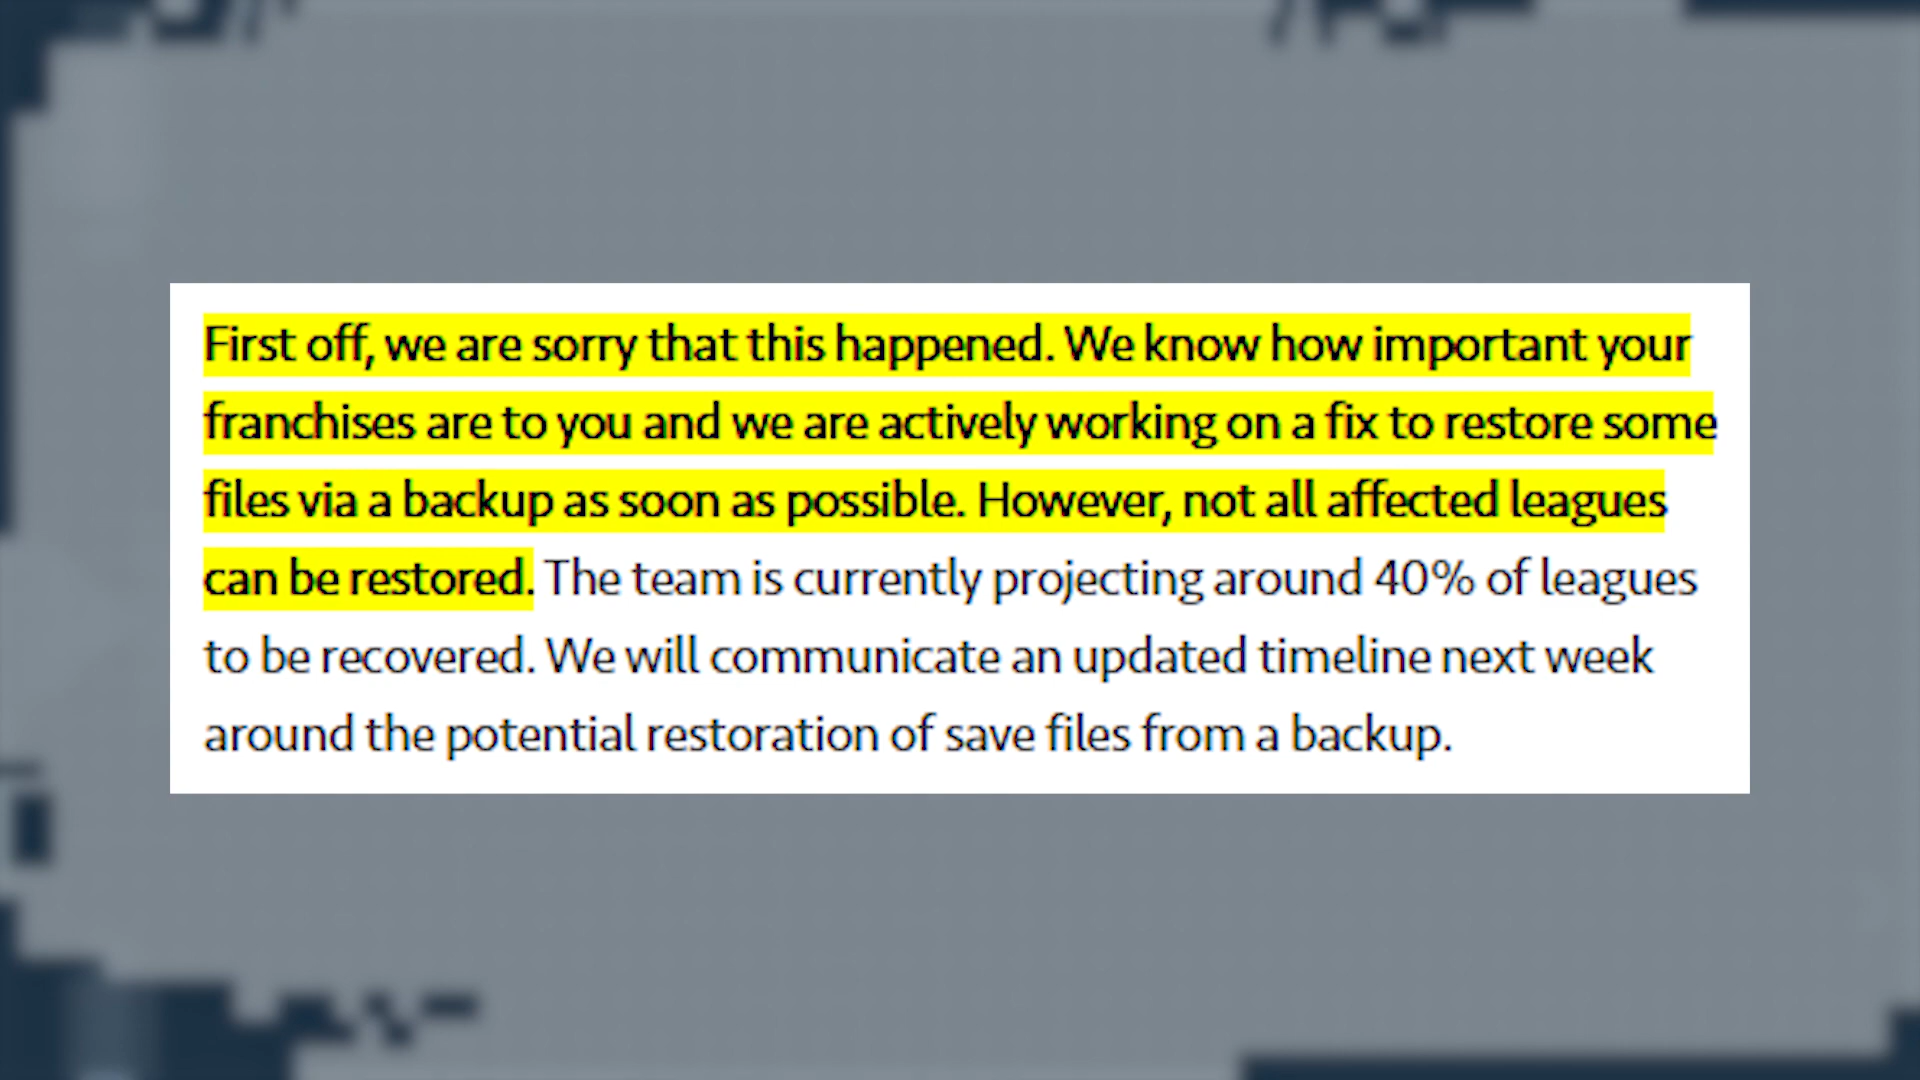 First off, we are sorry that this happened. We know how important your
franchises are to you and we are actively working on a fix to restore some
files via a backup as soon as possible. However, not all affected leagues
can be restored. The team is currently projecting around 40% of leagues
to be recovered. We will communicate an updated timeline next week
around the potential restoration of save files from a backup.